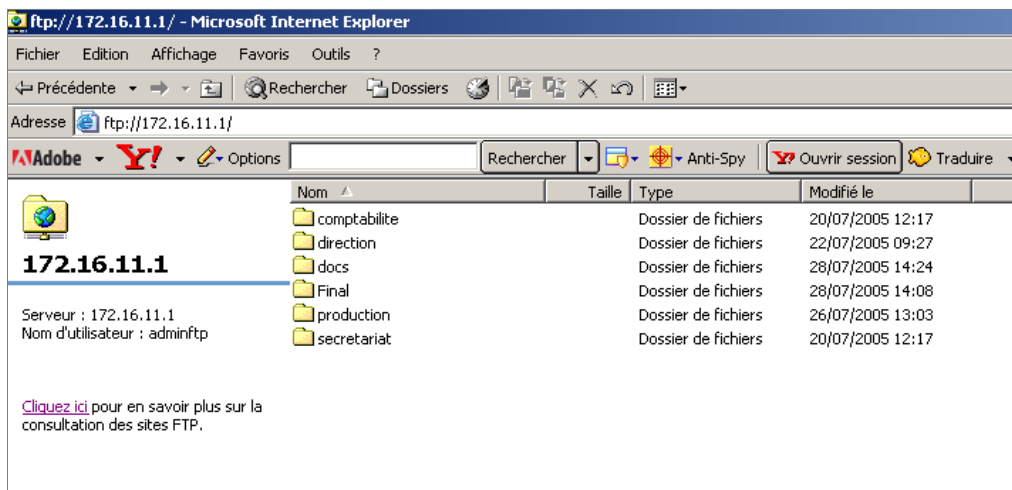 ftp://172.16.11.1/ - Microsoft Internet Explorer
Fichier Edition Affichage Favoris Outils ?
Précédente Rechercher Dossiers
Adresse ftp://172.16.11.1/
Adobe Y! Options Rechercher Anti-Spy Y? Ouvrir session Traduire
Nom Taille Type Modifié le
comptabilite Dossier de fichiers 20/07/2005 12:17
direction Dossier de fichiers 22/07/2005 09:27
docs Dossier de fichiers 28/07/2005 14:24
Final Dossier de fichiers 28/07/2005 14:08
production Dossier de fichiers 26/07/2005 13:03
secretariat Dossier de fichiers 20/07/2005 12:17
172.16.11.1
Serveur : 172.16.11.1
Nom d'utilisateur : adminftp
Cliquez ici pour en savoir plus sur la
consultation des sites FTP.